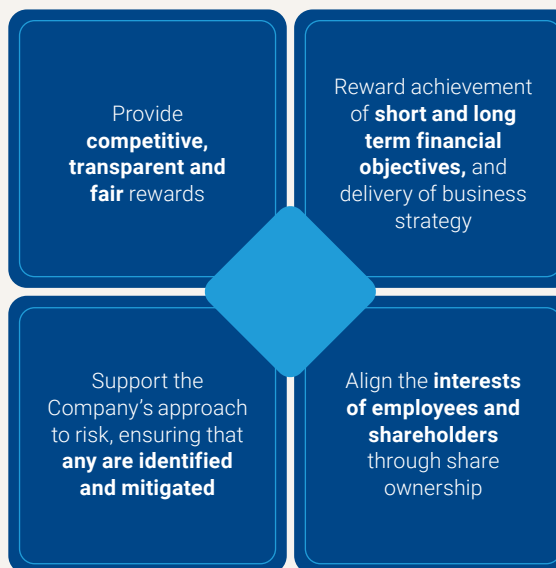 Provide
competitive,
transparent and
fair rewards
Reward achievement
of short and long
term financial
objectives, and
delivery of business
strategy
Support the
Company's approach
to risk, ensuring that
any are identified
and mitigated
Align the interests
of employees and
shareholders
through share
ownership